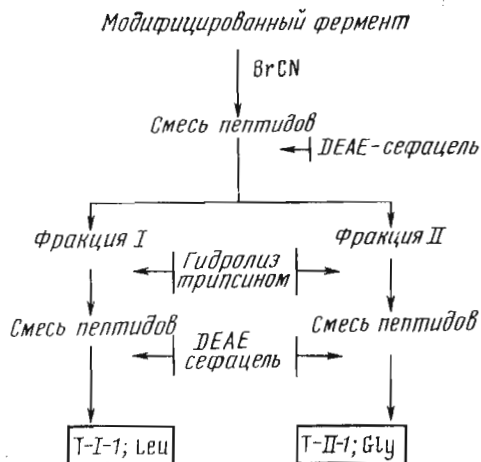 Модифицированный фермент
BrCN
Смесь пептидов
DEAE-сефацель
Фракция I
Фракция II
Гидролиз
трипсином
Смесь пептидов
Смесь пептидов
DEAE
сефацель
T-I-1; Leu
T-II-1; Gly